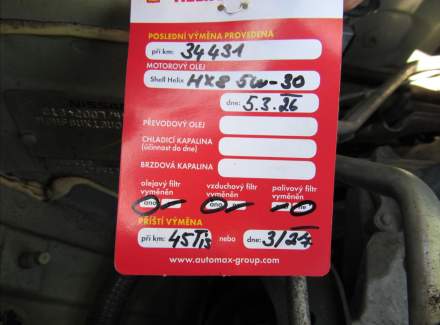 POSLEDNÍ VÝMĚNA PROVEDENA
při km: 34431
MOTOROVÝ OLEJ
Shell Helix HX8 5W-30
dne: 5.3.26
PŘEVODOVÝ OLEJ
CHLADICÍ KAPALINA
(účinnost do dne)
BRZDOVÁ KAPALINA
olejový filtr vzduchový filtr palivový filtr
vyměněn vyměněn vyměněn
ano
PŘÍŠTÍ VÝMĚNA
při km: 45Tis nebo dne: 3/27
www.automax-group.com